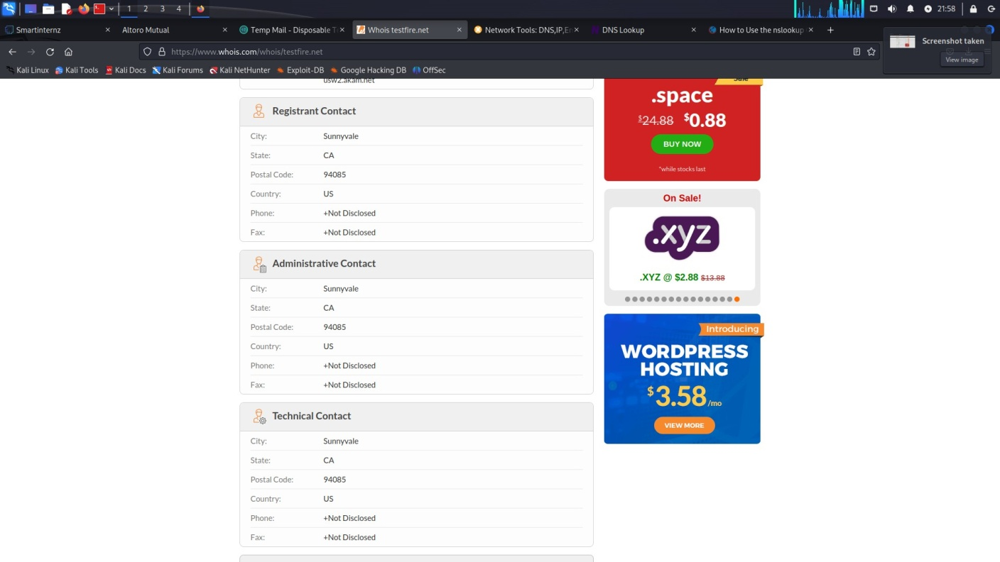 1 2 3 4 21:58
Smartinternz Altoro Mutual Temp Mail - Disposable T Whois testfire.net Network Tools: DNS,IP,Em DNS Lookup How to Use the nslookup
https://www.whois.com/whois/testfire.net
Screenshot taken
View image
Kali Linux Kali Tools Kali Docs Kali Forums Kali NetHunter Exploit-DB Google Hacking DB OffSec
usw2.akam.net
Registrant Contact
City: Sunnyvale
State: CA
Postal Code: 94085
Country: US
Phone: +Not Disclosed
Fax: +Not Disclosed
Administrative Contact
City: Sunnyvale
State: CA
Postal Code: 94085
Country: US
Phone: +Not Disclosed
Fax: +Not Disclosed
Technical Contact
City: Sunnyvale
State: CA
Postal Code: 94085
Country: US
Phone: +Not Disclosed
Fax: +Not Disclosed
Sale
.space
$24.88 $0.88
BUY NOW
*while stocks last
On Sale!
.xyz
.XYZ @ $2.88 $13.88
Introducing
WORDPRESS
HOSTING
$3.58/mo
VIEW MORE